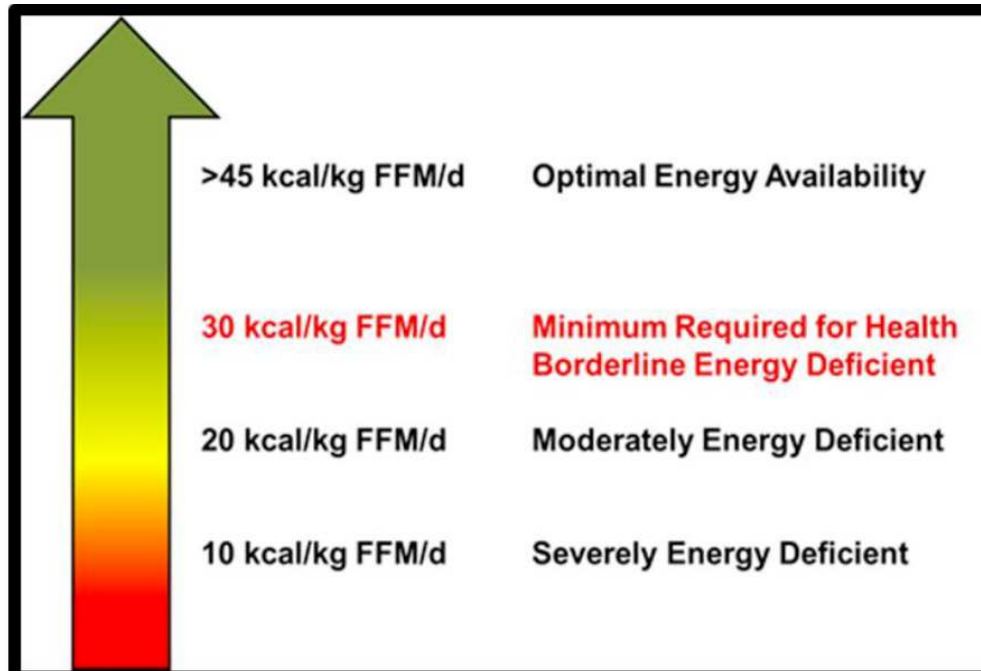 >45 kcal/kg FFM/d Optimal Energy Availability
30 kcal/kg FFM/d Minimum Required for Health
Borderline Energy Deficient
20 kcal/kg FFM/d Moderately Energy Deficient
10 kcal/kg FFM/d Severely Energy Deficient